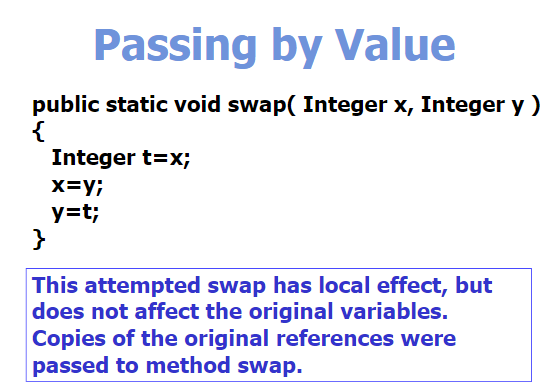 Passing by Value
public static void swap( Integer x, Integer y )
{
Integer t=x;
x=y;
y=t;
}
This attempted swap has local effect, but
does not affect the original variables.
Copies of the original references were
passed to method swap.